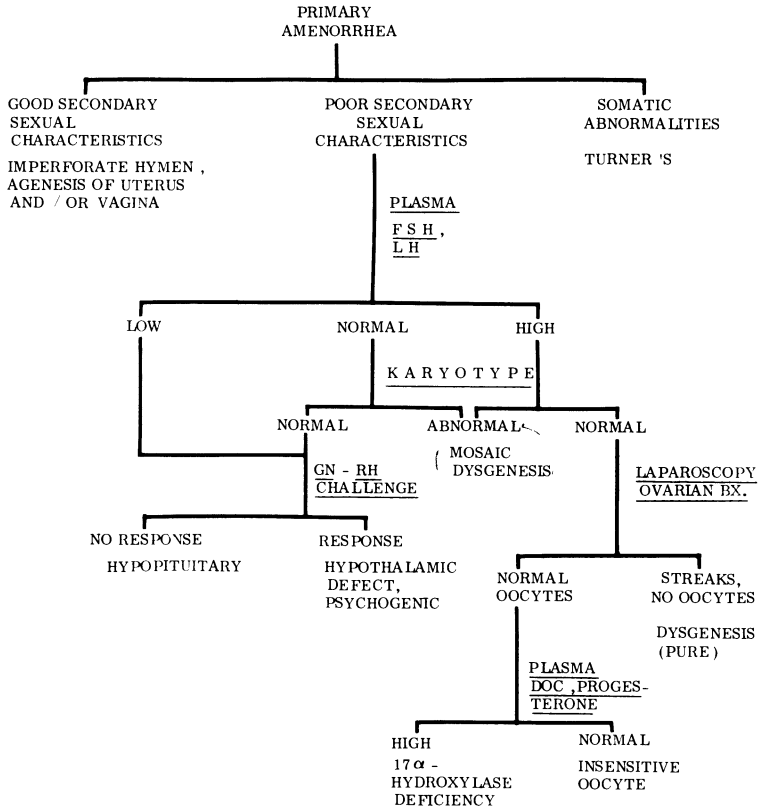 PRIMARY
AMENORRHEA
GOOD SECONDARY
SEXUAL
CHARACTERISTICS
IMPERFORATE HYMEN ,
AGENESIS OF UTERUS
AND / OR VAGINA
POOR SECONDARY
SEXUAL
CHARACTERISTICS
SOMATIC
ABNORMALITIES
TURNER 'S
PLASMA
F S H ,
L H
LOW
NORMAL
HIGH
K A R Y O T Y P E
NORMAL
ABNORMAL
NORMAL
( MOSAIC
DYSGENESIS
GN - RH
CHALLENGE
LAPAROSCOPY
OVARIAN BX.
NO RESPONSE
HYPOPITUITARY
RESPONSE
HYPOTHALAMIC
DEFECT,
PSYCHOGENIC
NORMAL
OOCYTES
STREAKS,
NO OOCYTES
DYSGENESIS
(PURE )
PLASMA
DOC , PROGES-
TERONE
HIGH
17α -
HYDROXYLASE
DEFICIENCY
NORMAL
INSENSITIVE
OOCYTE